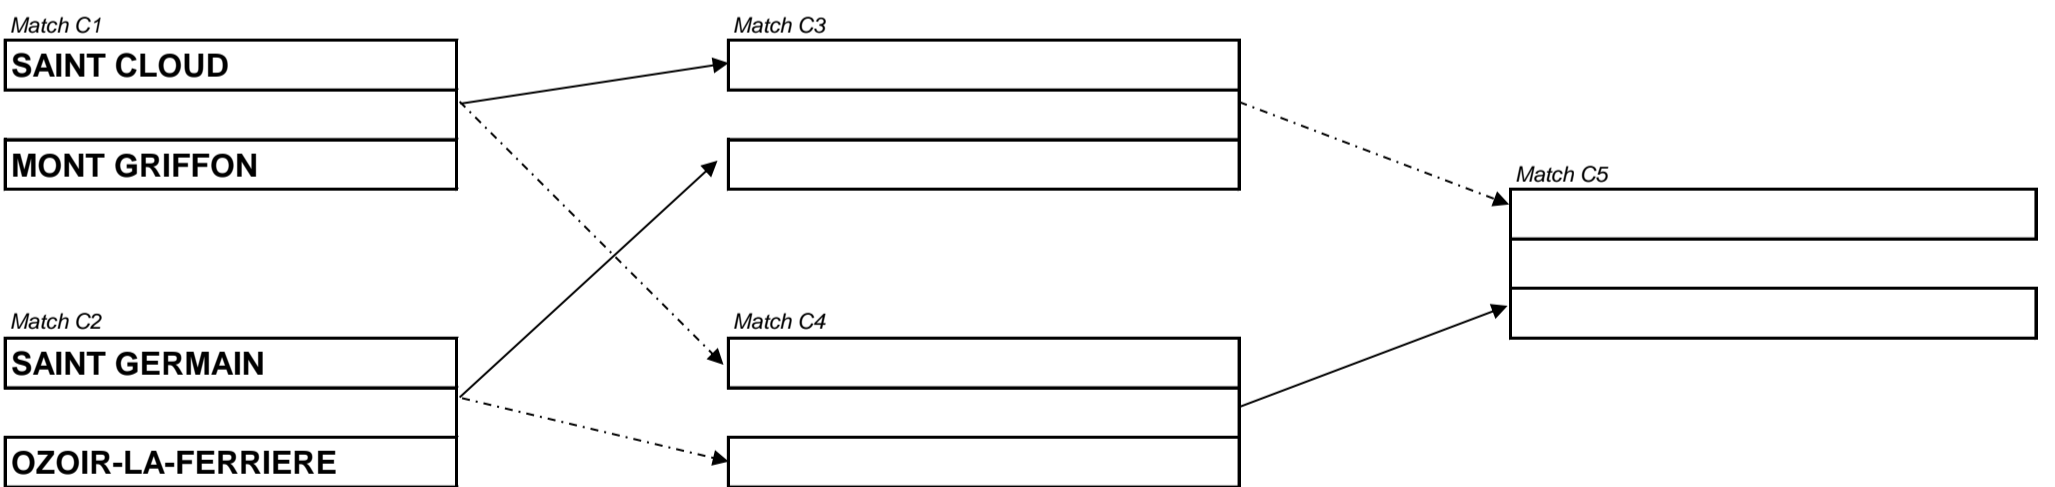 Match C1
SAINT CLOUD
MONT GRIFFON
Match C2
SAINT GERMAIN
OZOIR-LA-FERRIERE
Match C3
Match C4
Match C5